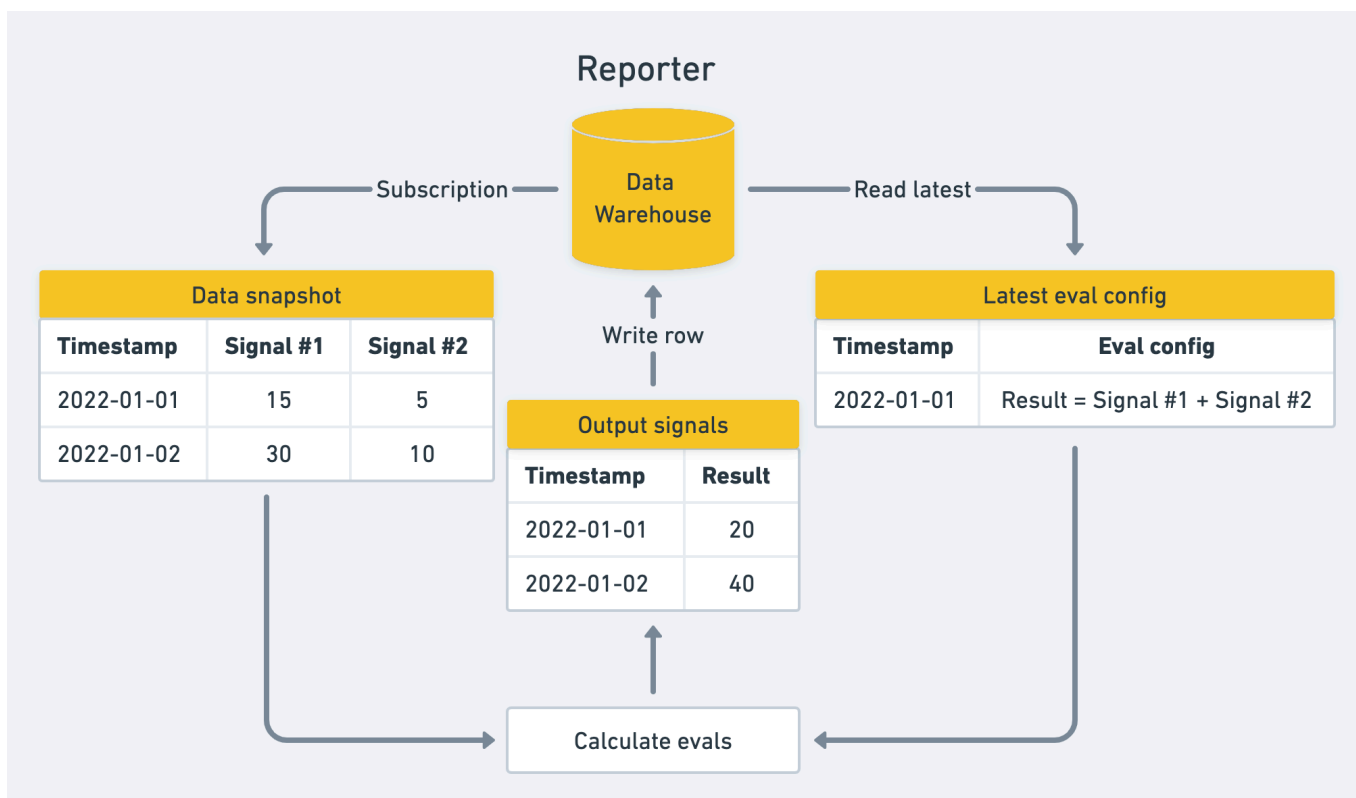 Reporter
Data
Warehouse
Subscription
Read latest
Data snapshot
Timestamp Signal #1 Signal #2
2022-01-01 15 5
2022-01-02 30 10
Write row
Latest eval config
Timestamp Eval config
2022-01-01 Result = Signal #1 + Signal #2
Output signals
Timestamp Result
2022-01-01 20
2022-01-02 40
Calculate evals